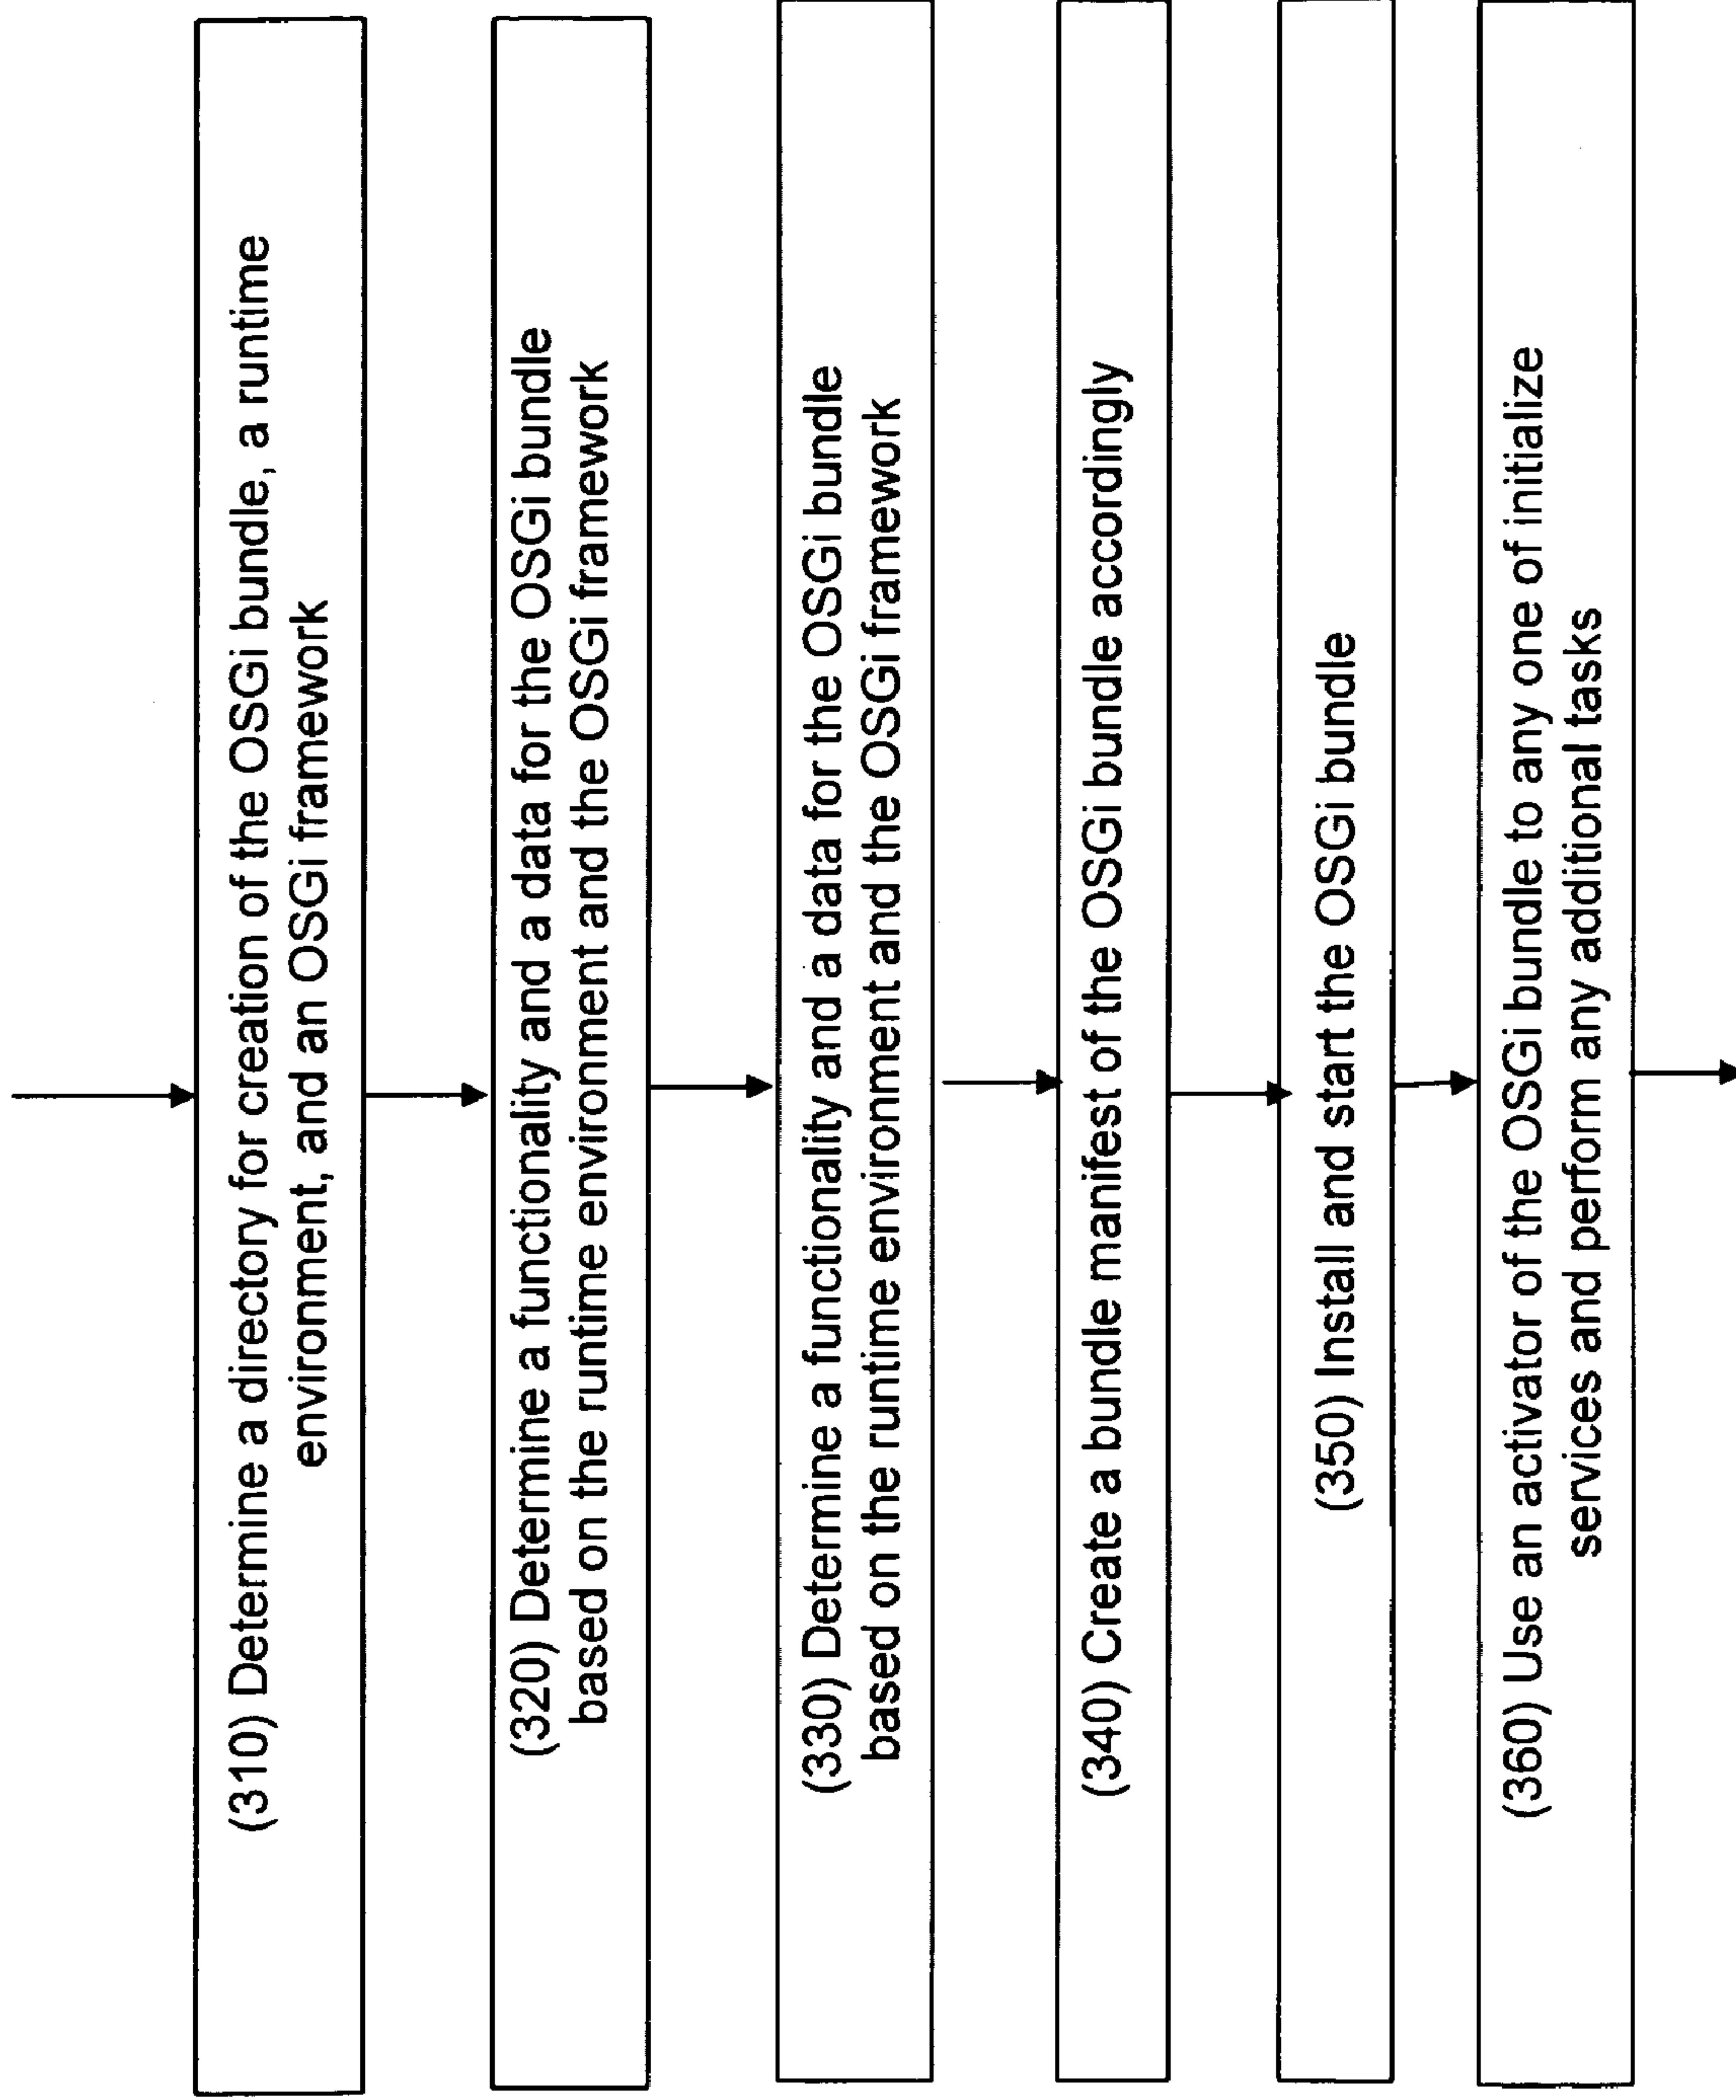 (310) Determine a directory for creation of the OSGi bundle, a runtime
environment, and an OSGi framework
(320) Determine a functionality and a data for the OSGi bundle
based on the runtime environment and the OSGi framework
(330) Determine a functionality and a data for the OSGi bundle
based on the runtime environment and the OSGi framework
(340) Create a bundle manifest of the OSGi bundle accordingly
(350) Install and start the OSGi bundle
(360) Use an activator of the OSGi bundle to any one of initialize
services and perform any additional tasks